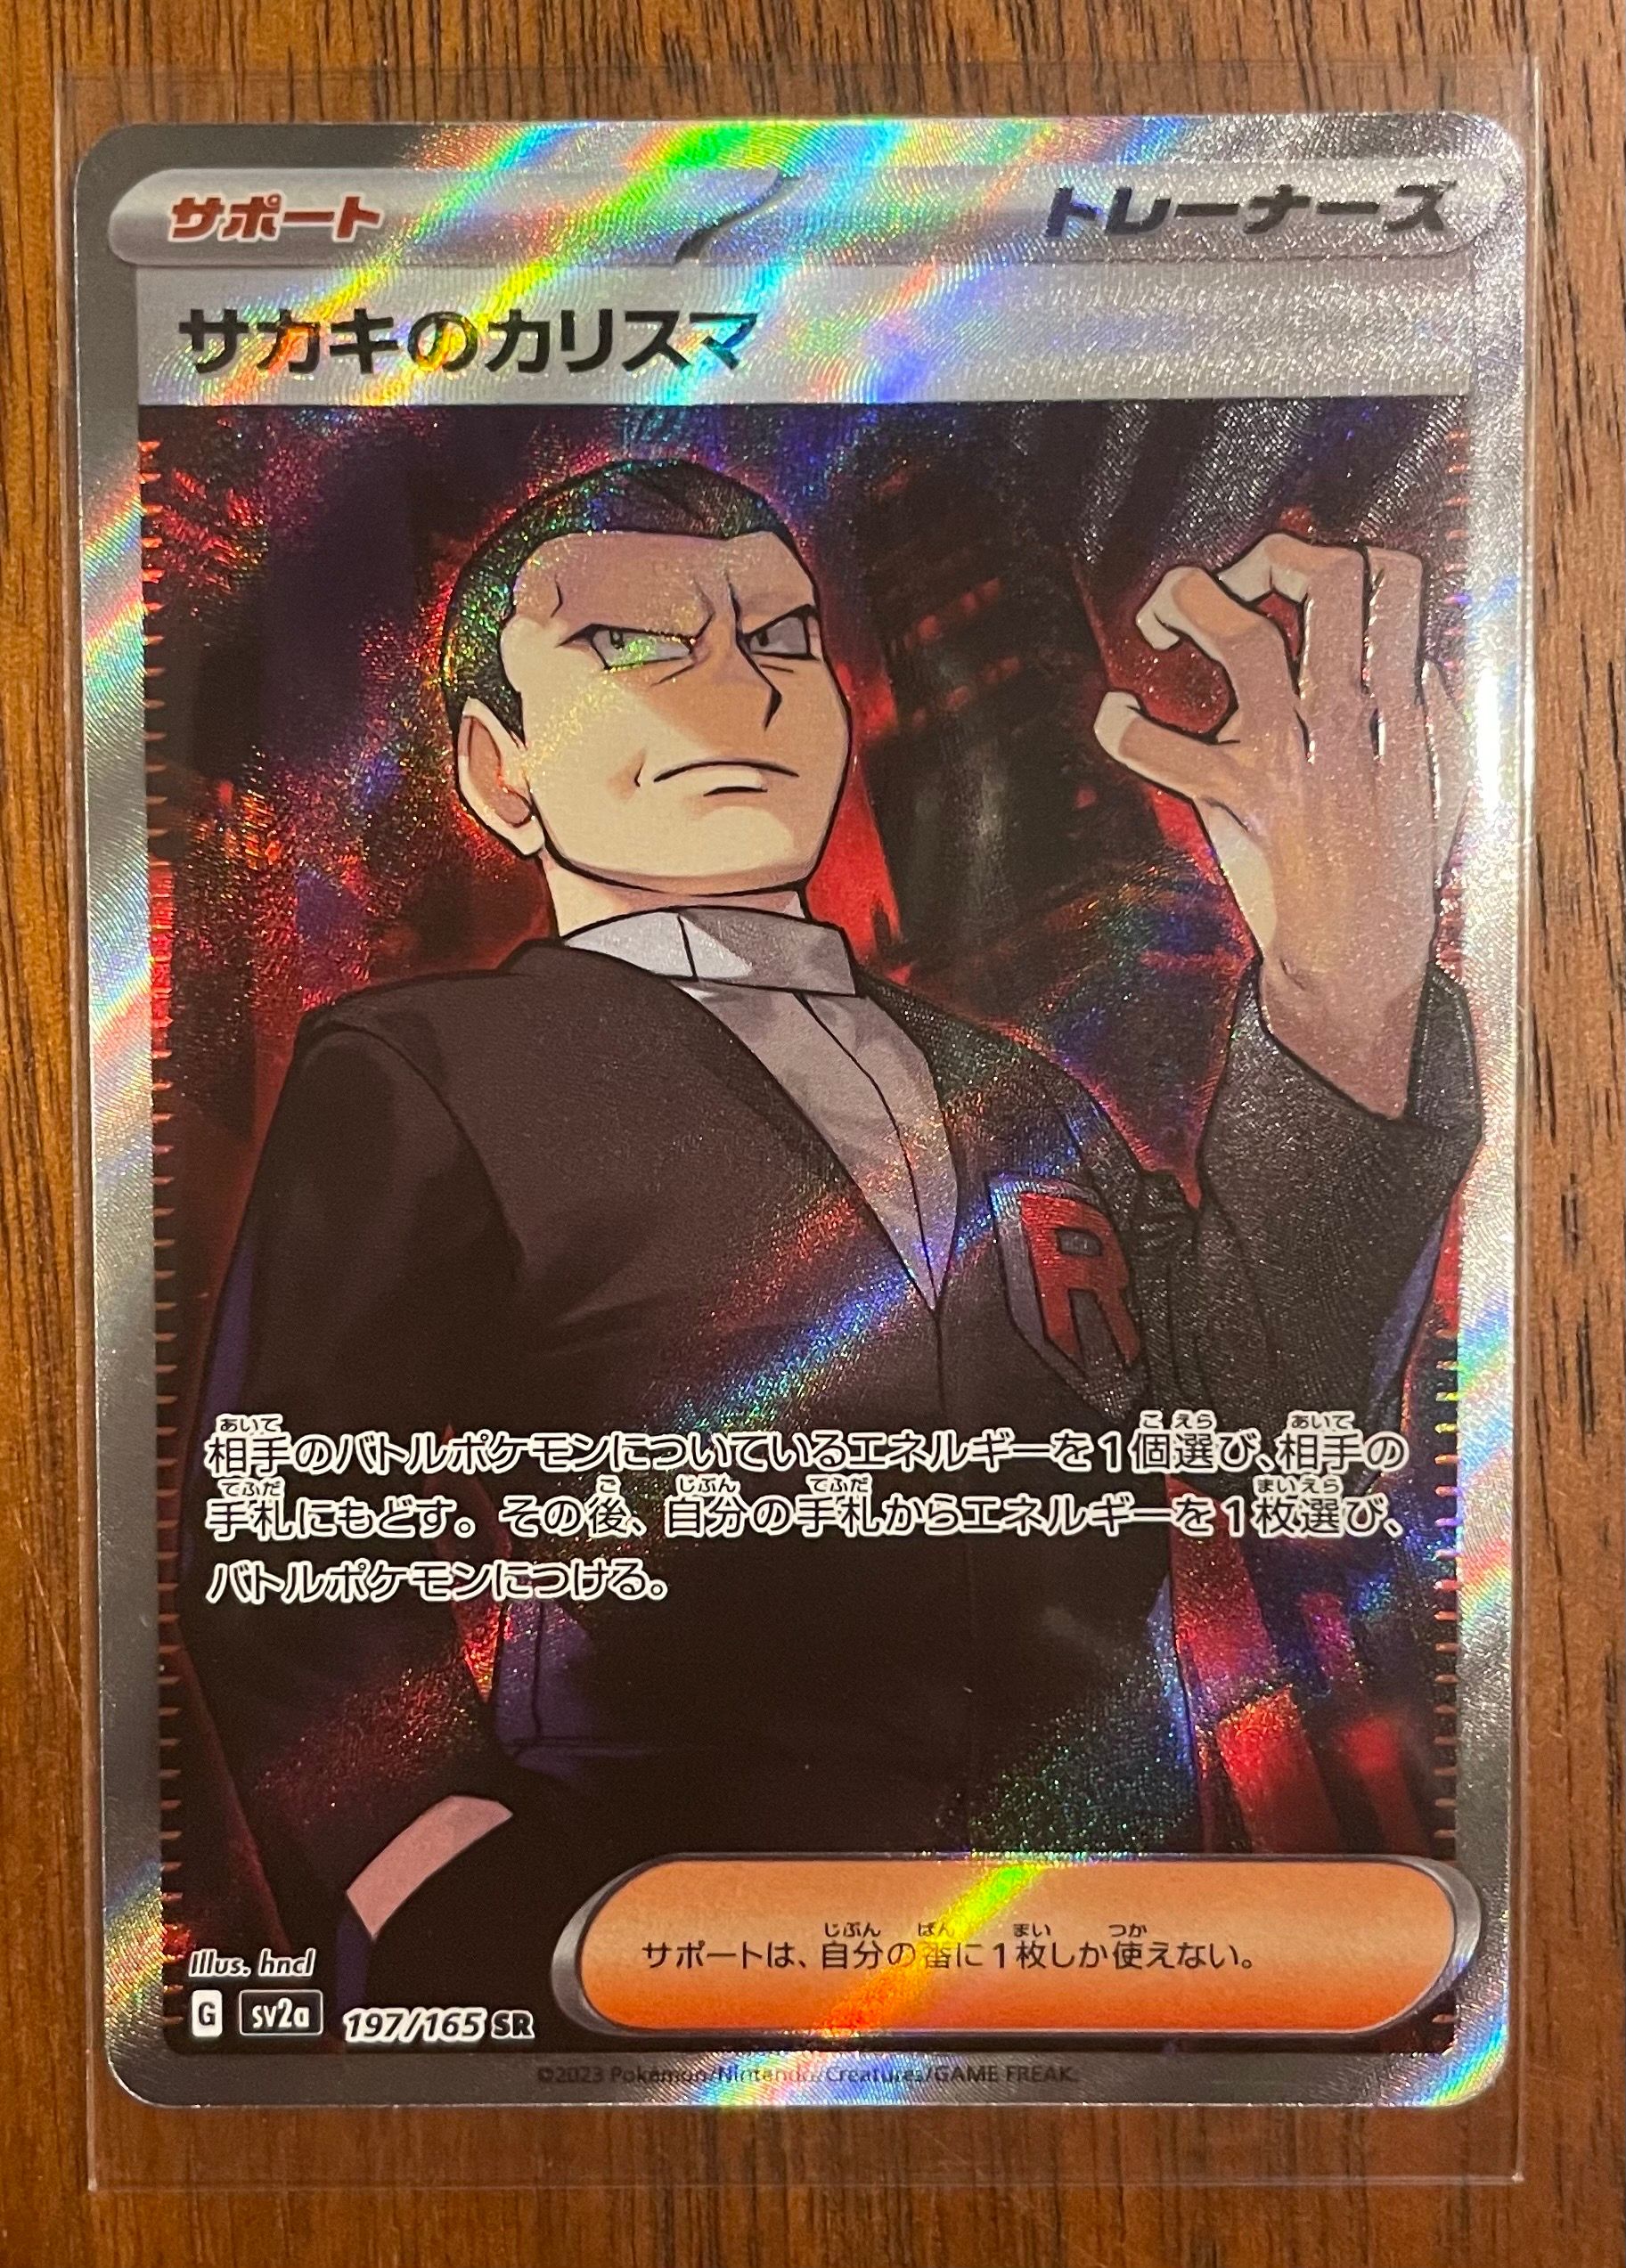 サポート
トレーナーズ
サカキのカリスマ
R
相手のバトルポケモンについているエネルギーを1個選び、相手の
手札にもどす。その後、自分の手札からエネルギーを1枚選び、
バトルポケモンにつける。
サポートは、自分の番に1枚しか使えない。
Illus. hncl
G sv2a 197/165 SR
©2023 Pokémon/Nintendo/Creatures/GAME FREAK.